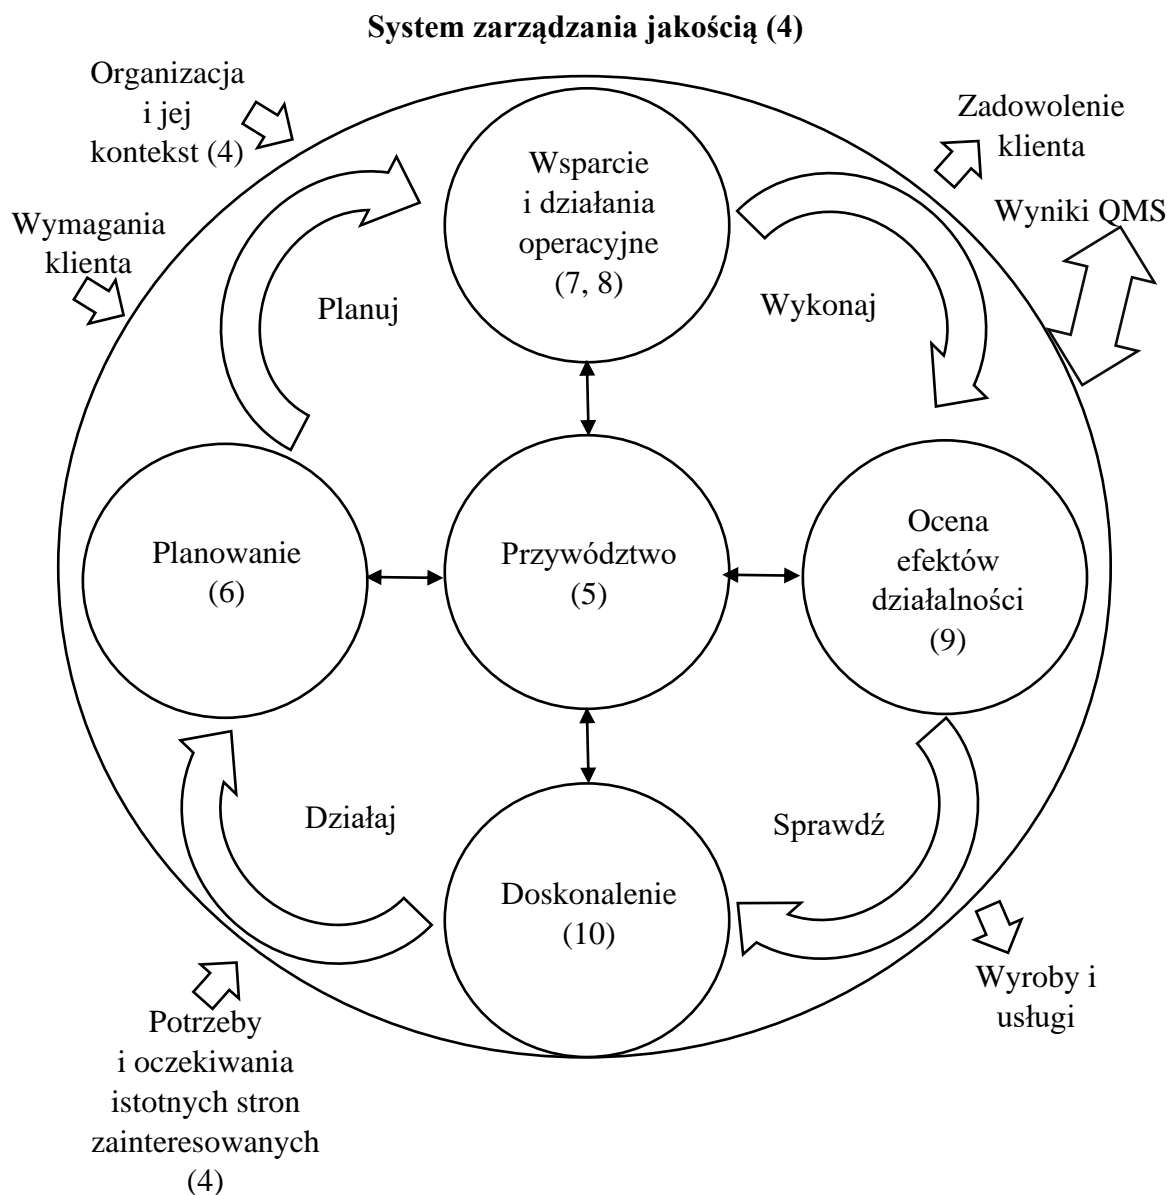 System zarządzania jakością (4)
Organizacja
i jej
kontekst (4)
Zadowolenie
klienta
Wymagania
klienta
Wyniki QMS
Wsparcie
i działania
operacyjne
(7, 8)
Planuj
Wykonaj
Planowanie
(6)
Przywództwo
(5)
Ocena
efektów
działalności
(9)
Działaj
Sprawdź
Doskonalenie
(10)
Wyroby i
usługi
Potrzeby
i oczekiwania
istotnych stron
zainteresowanych
(4)